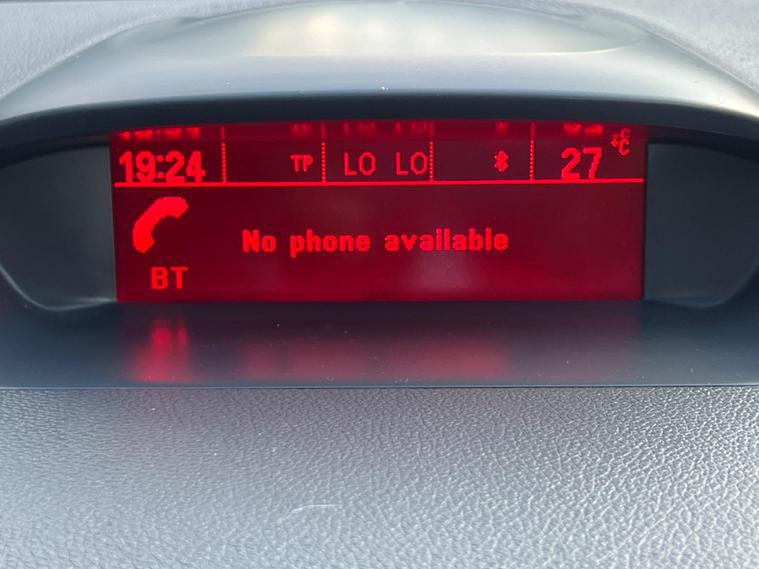 19:24 TP LO LO 27 °C
No phone available
BT